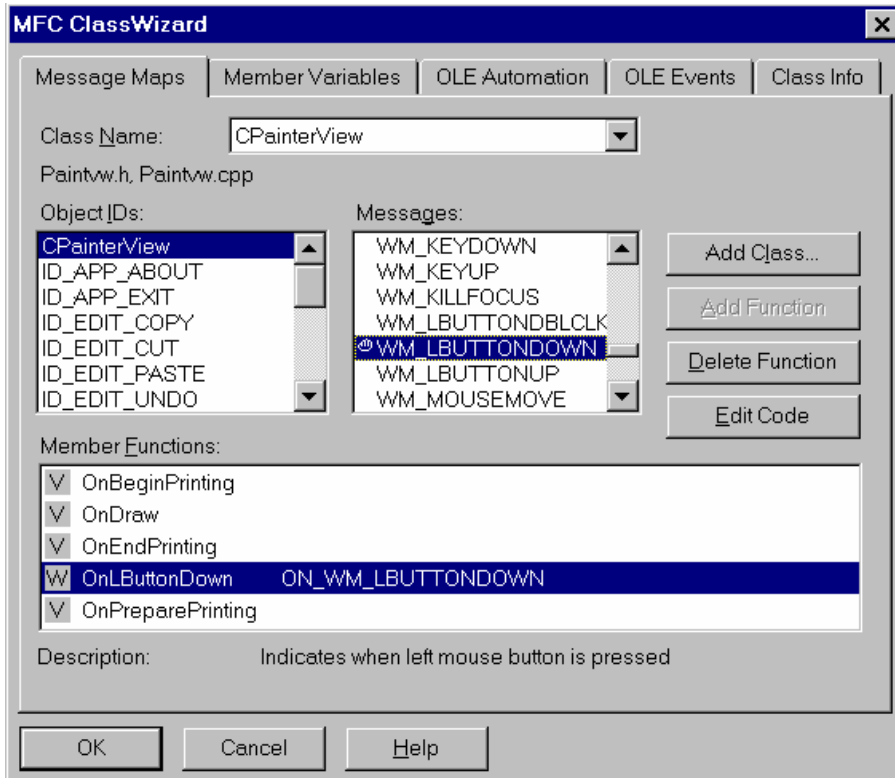 MFC ClassWizard
Message Maps Member Variables OLE Automation OLE Events Class Info
Class Name: CPainterView
Paintvw.h, Paintvw.cpp
Object IDs:
CPainterView
ID_APP_ABOUT
ID_APP_EXIT
ID_EDIT_COPY
ID_EDIT_CUT
ID_EDIT_PASTE
ID_EDIT_UNDO
Messages:
WM_KEYDOWN
WM_KEYUP
WM_KILLFOCUS
WM_LBUTTONDBLCLK
WM_LBUTTONDOWN
WM_LBUTTONUP
WM_MOUSEMOVE
Add Class...
Add Function
Delete Function
Edit Code
Member Functions:
V OnBeginPrinting
V OnDraw
V OnEndPrinting
W OnLButtonDown ON_WM_LBUTTONDOWN
V OnPreparePrinting
Description: Indicates when left mouse button is pressed
OK Cancel Help